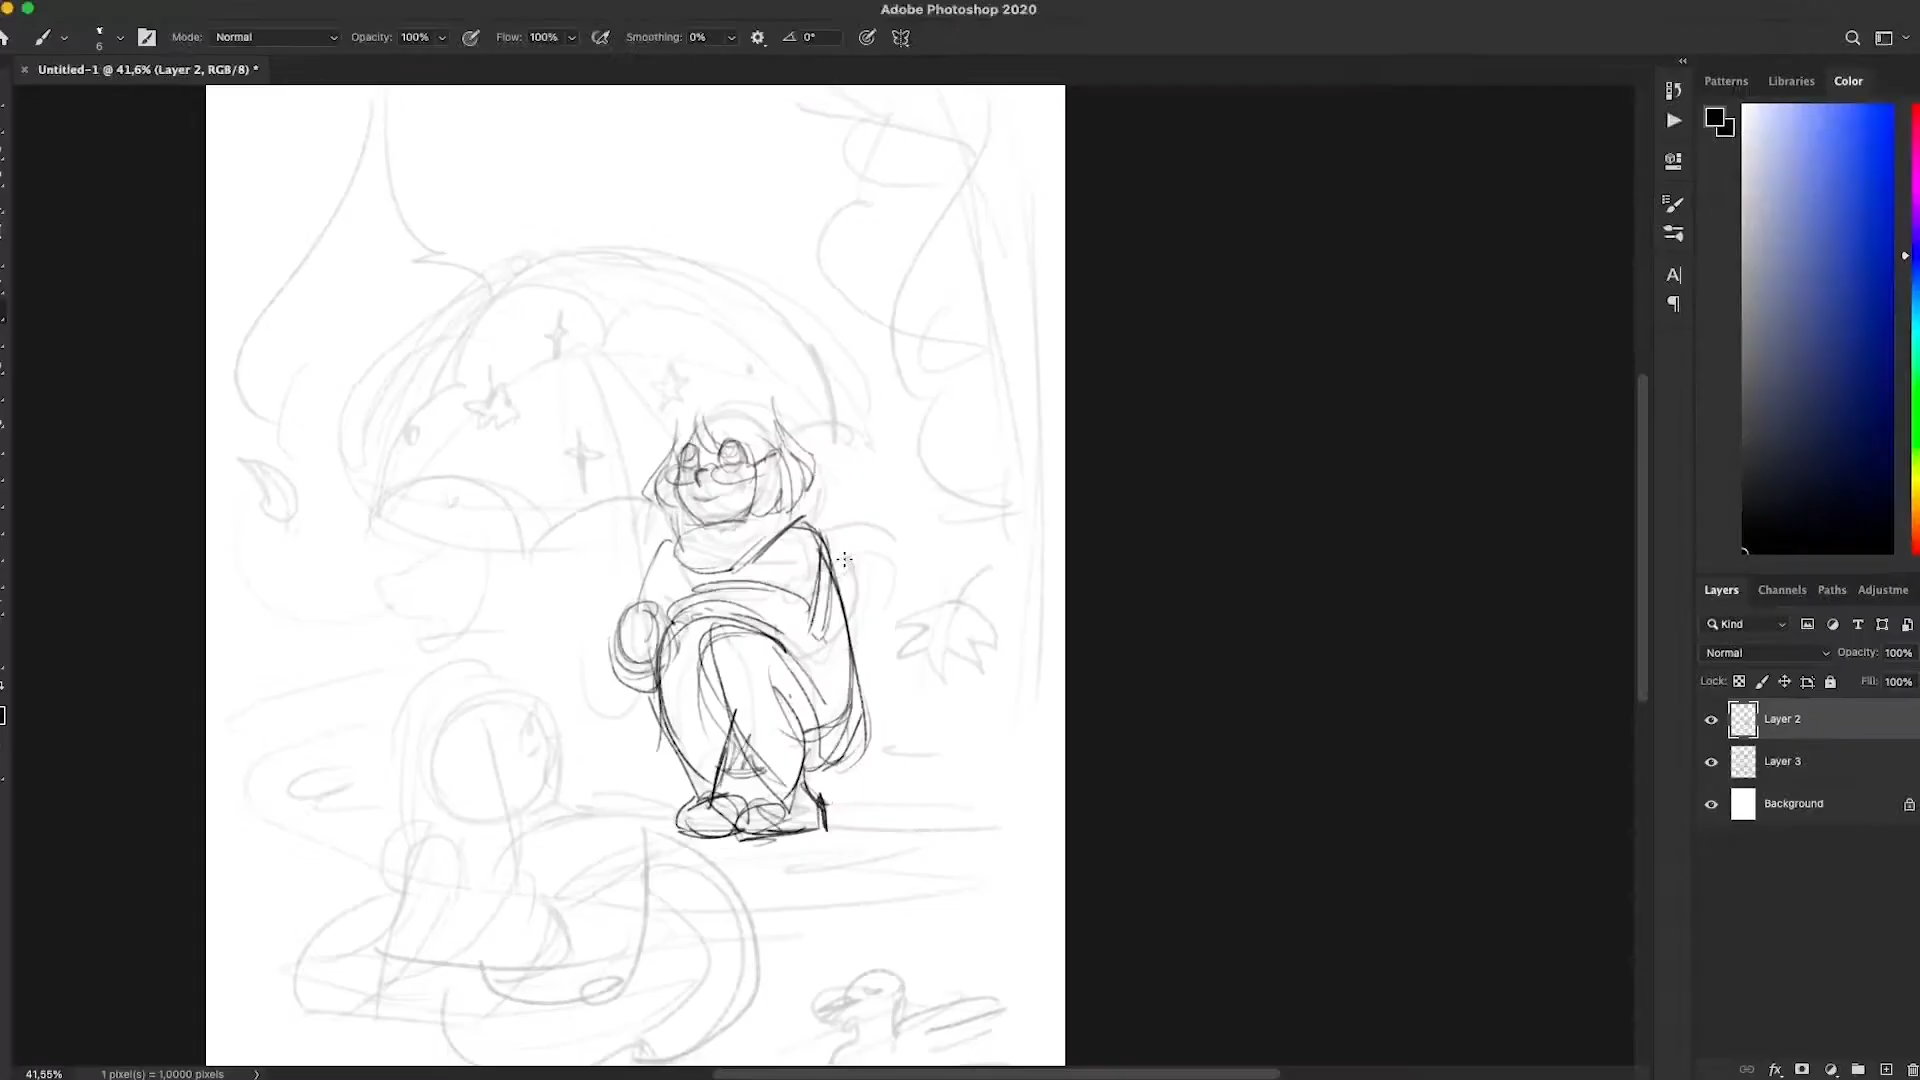 Adobe Photoshop 2020
6 Mode: Normal Opacity: 100% Flow: 100% Smoothing: 0% 0°
× Untitled-1 @ 41,6% (Layer 2, RGB/8) *
Patterns Libraries Color
Layers Channels Paths Adjustme
Kind
Normal Opacity: 100%
Lock: Fill: 100%
Layer 2
Layer 3
Background
41,55% 1 pixel(s) = 1,0000 pixels